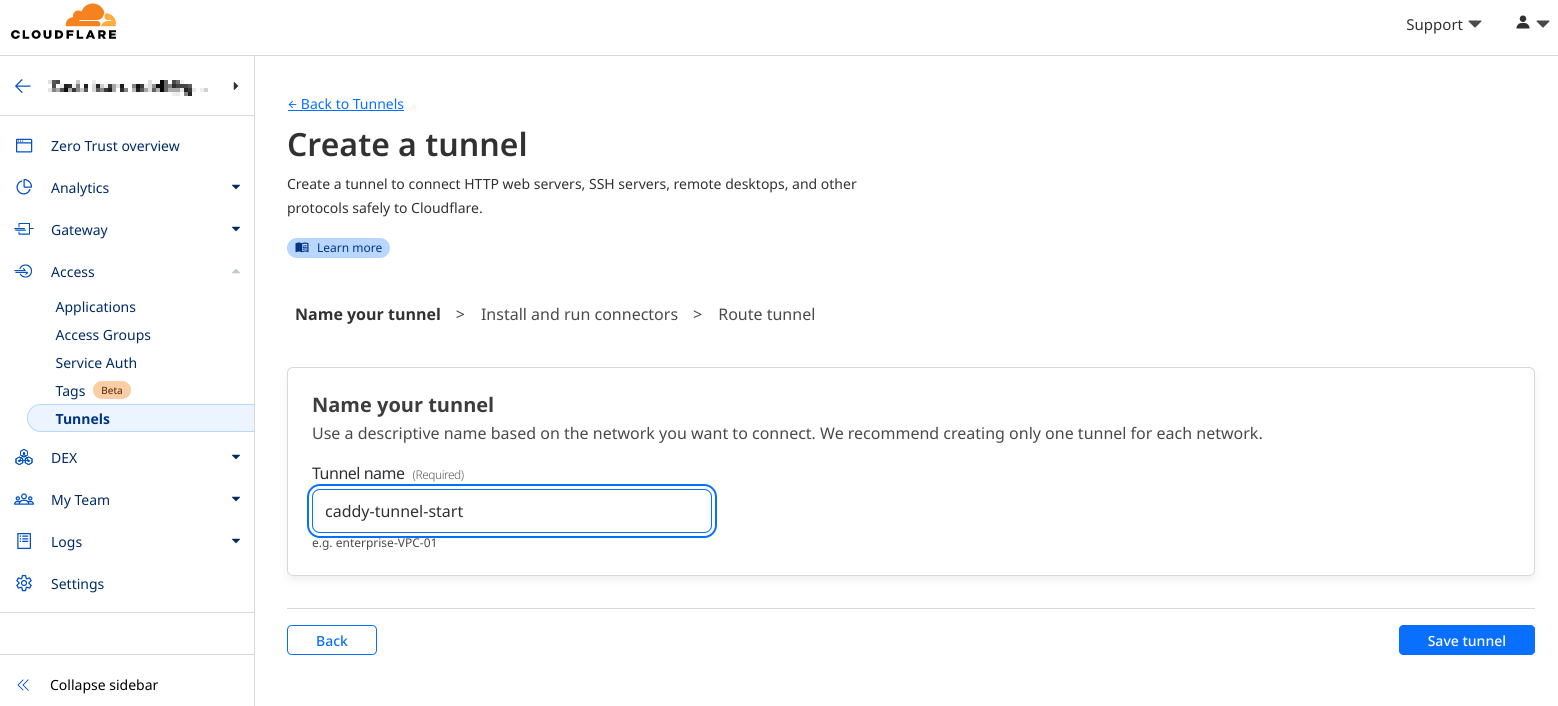 CLOUDFLARE
Support
Zero Trust overview
Analytics
Gateway
Access
Applications
Access Groups
Service Auth
Tags Beta
Tunnels
DEX
My Team
Logs
Settings
Collapse sidebar
← Back to Tunnels
Create a tunnel
Create a tunnel to connect HTTP web servers, SSH servers, remote desktops, and other
protocols safely to Cloudflare.
Learn more
Name your tunnel > Install and run connectors > Route tunnel
Name your tunnel
Use a descriptive name based on the network you want to connect. We recommend creating only one tunnel for each network.
Tunnel name (Required)
caddy-tunnel-start
e.g. enterprise-VPC-01
Back
Save tunnel